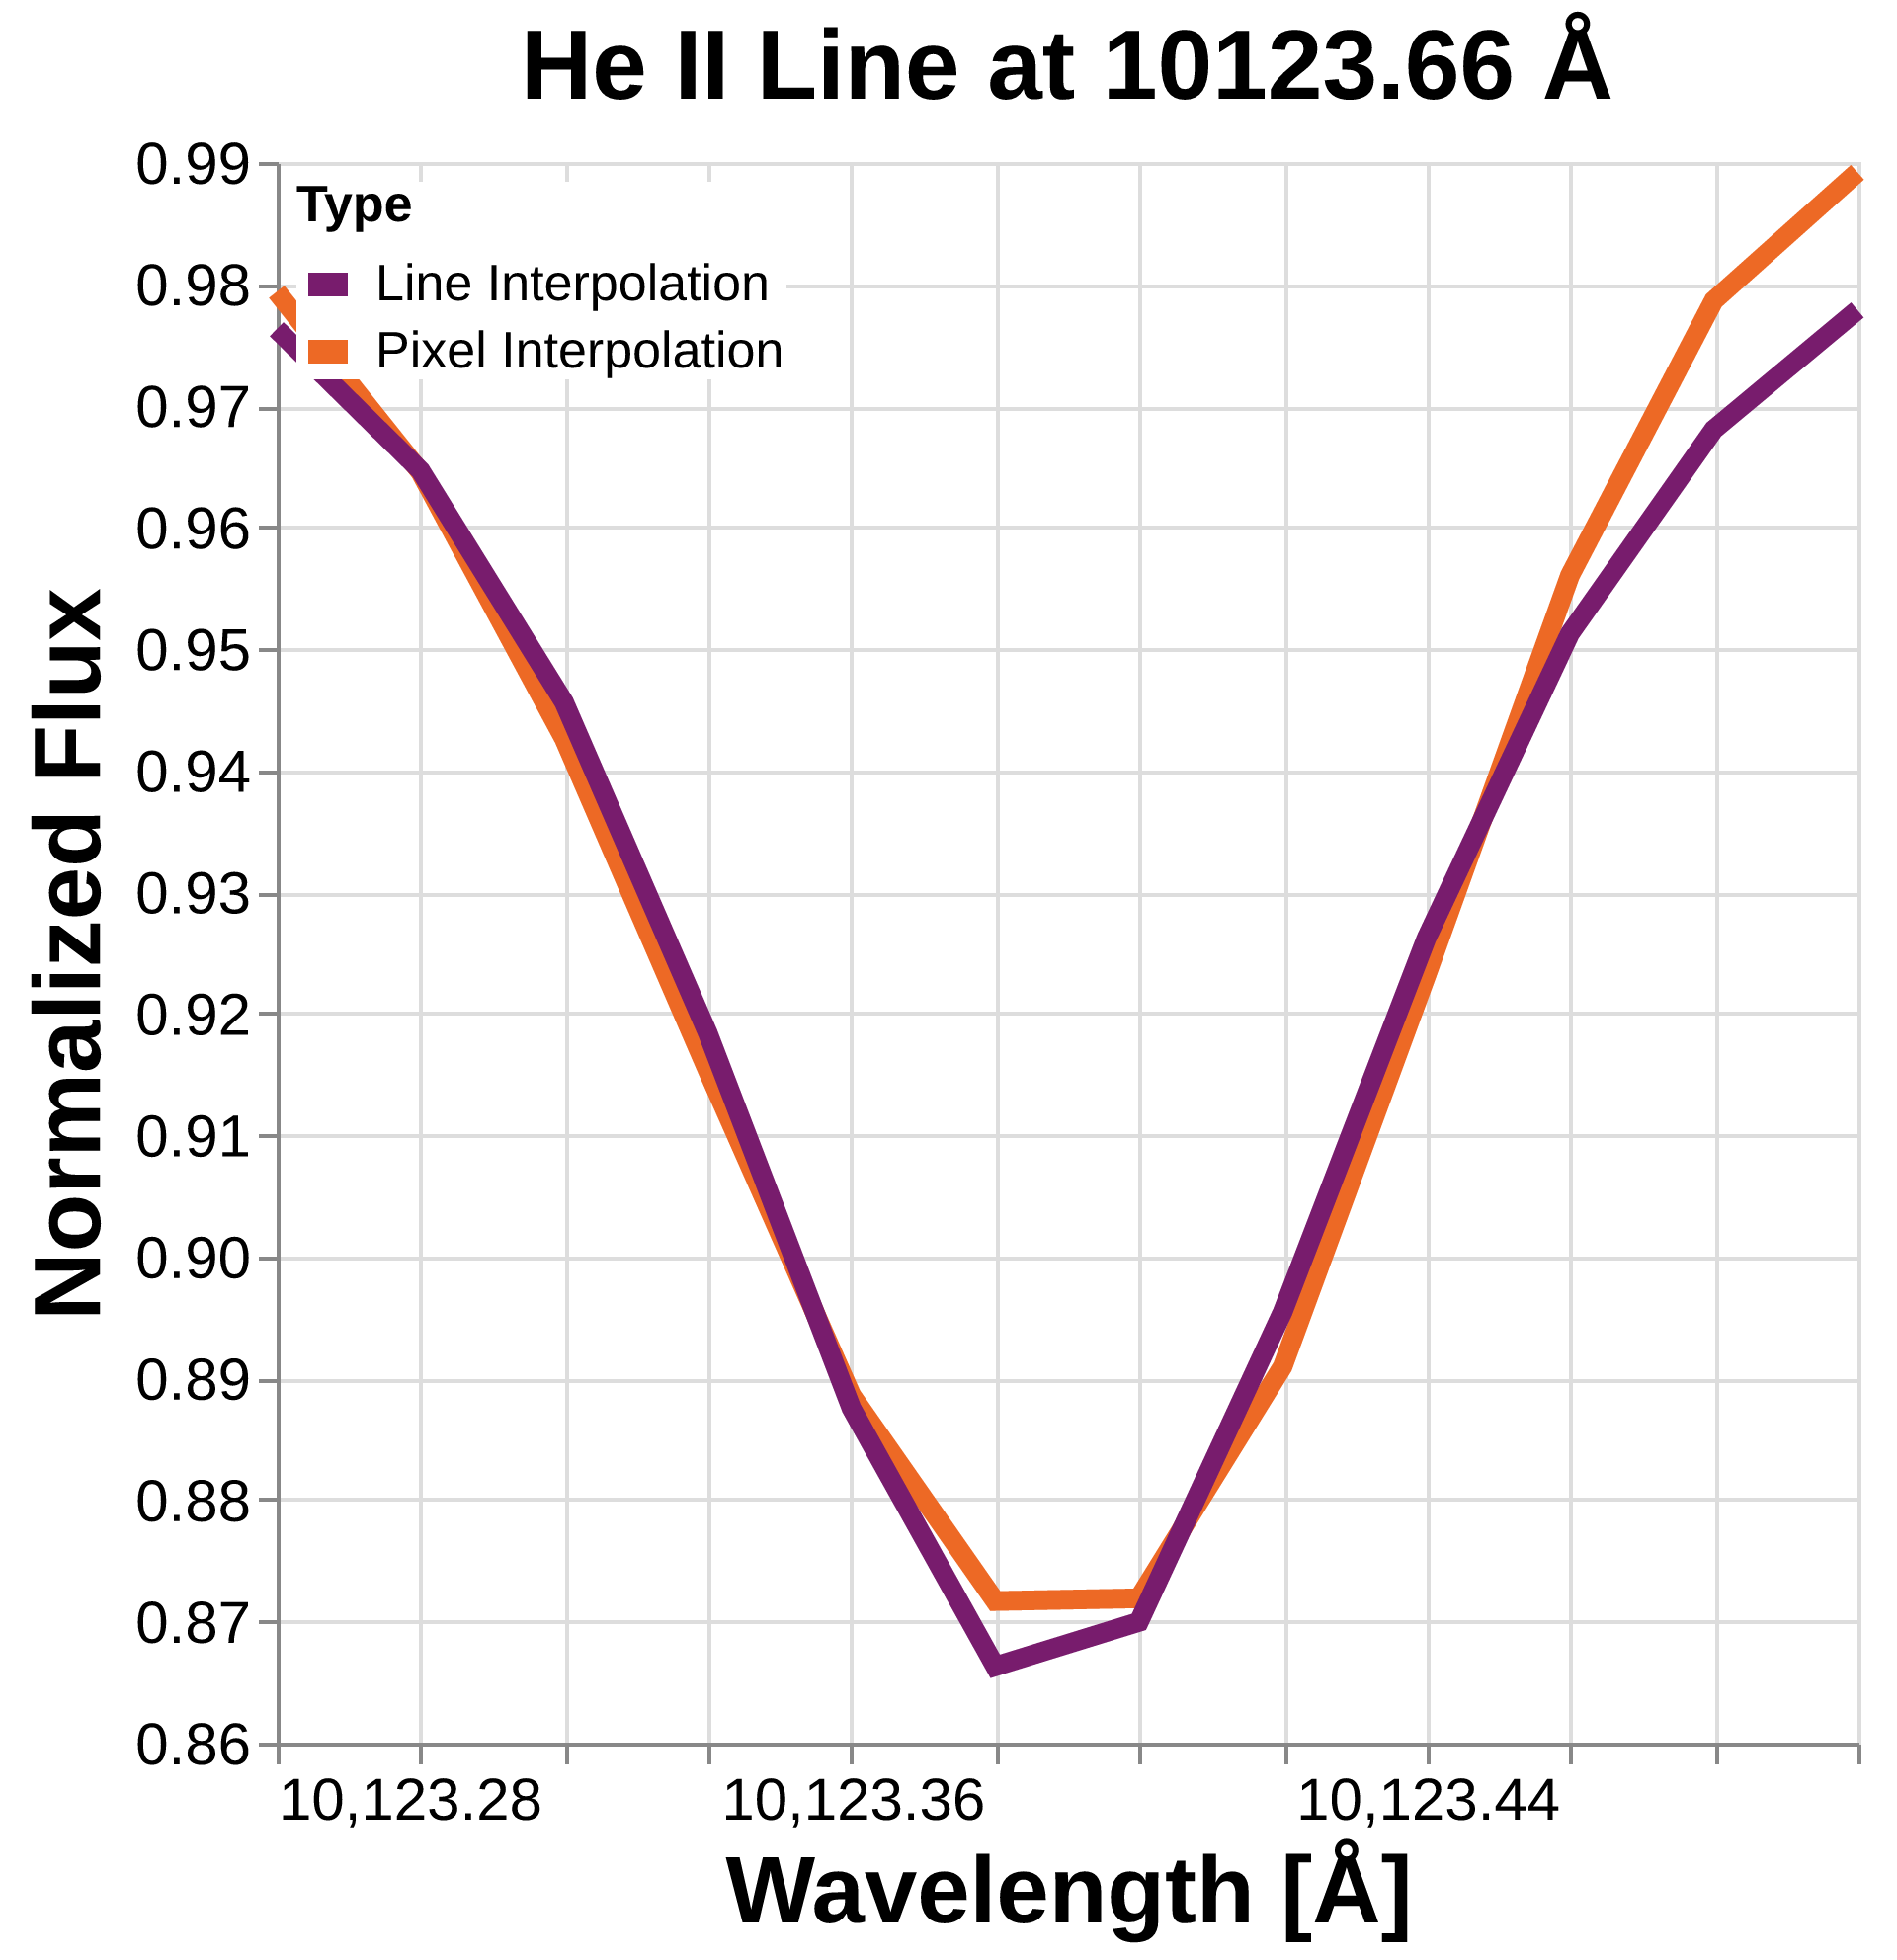 He II Line at 10123.66 Å
Type
Line Interpolation
Pixel Interpolation
Normalized Flux
0.99
0.98
0.97
0.96
0.95
0.94
0.93
0.92
0.91
0.90
0.89
0.88
0.87
0.86
10,123.28 10,123.36 10,123.44
Wavelength [Å]